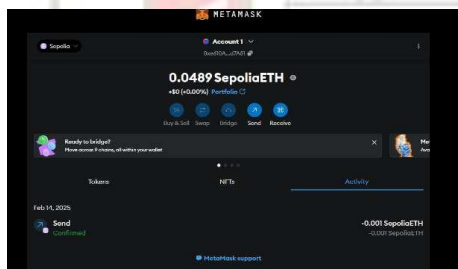 METAMASK
Sepolia
Account 1
0.0489 SepoliaETH
+$0 (+0.00%) Portfolio
Buy & Sell Swap Bridge Send Receive
Ready to bridge?
Move across 9 chains, all within your wallet
Tokens NFTs Activity
Feb 14, 2025
Send -0.001 SepoliaETH
Confirmed -0.001 SepoliaETH
MetaMask support